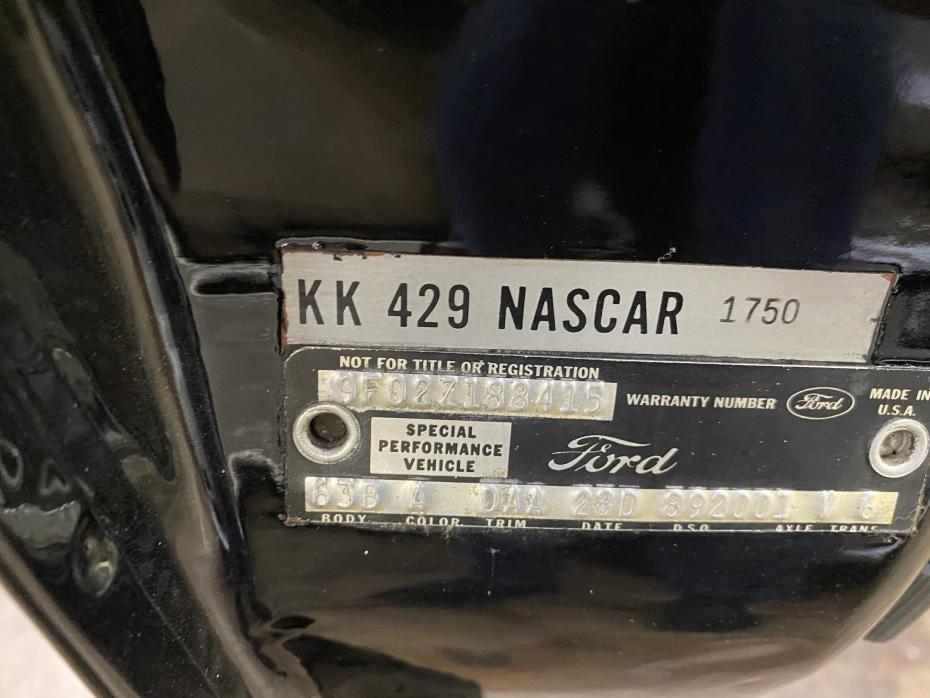 KK 429 NASCAR 1750
NOT FOR TITLE OR REGISTRATION
9F02Z188415
WARRANTY NUMBER
Ford
MADE IN
U.S.A.
SPECIAL
PERFORMANCE
VEHICLE
Ford
63B A DAA 28D 892001 V 6
BODY COLOR TRIM DATE DSO AXLE TRANS